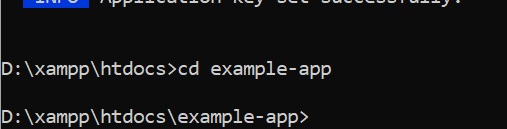 INFO Application key set successfully.
D:\xampp\htdocs>cd example-app
D:\xampp\htdocs\example-app>